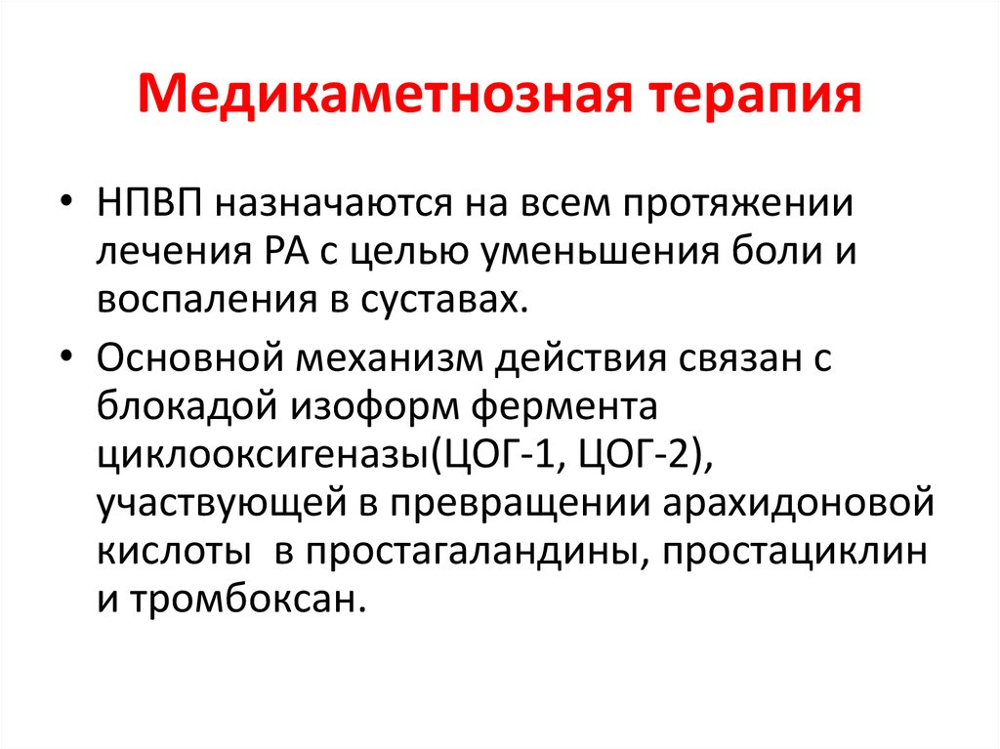 Медикаметнозная терапия
• НПВП назначаются на всем протяжении
лечения РА с целью уменьшения боли и
воспаления в суставах.
• Основной механизм действия связан с
блокадой изоформ фермента
циклооксигеназы(ЦОГ-1, ЦОГ-2),
участвующей в превращении арахидоновой
кислоты  в простагаландины, простациклин
и тромбоксан.